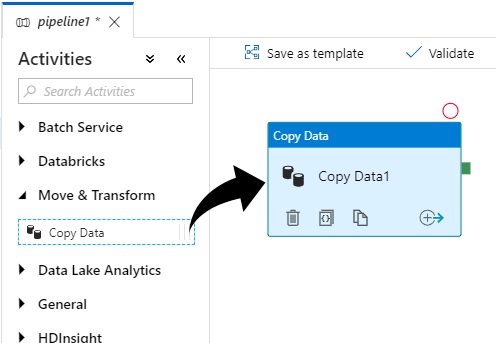 pipeline1 *
Activities
Search Activities
Batch Service
Databricks
Move & Transform
Copy Data
Data Lake Analytics
General
HDInsight
Save as template
Validate
Copy Data
Copy Data1